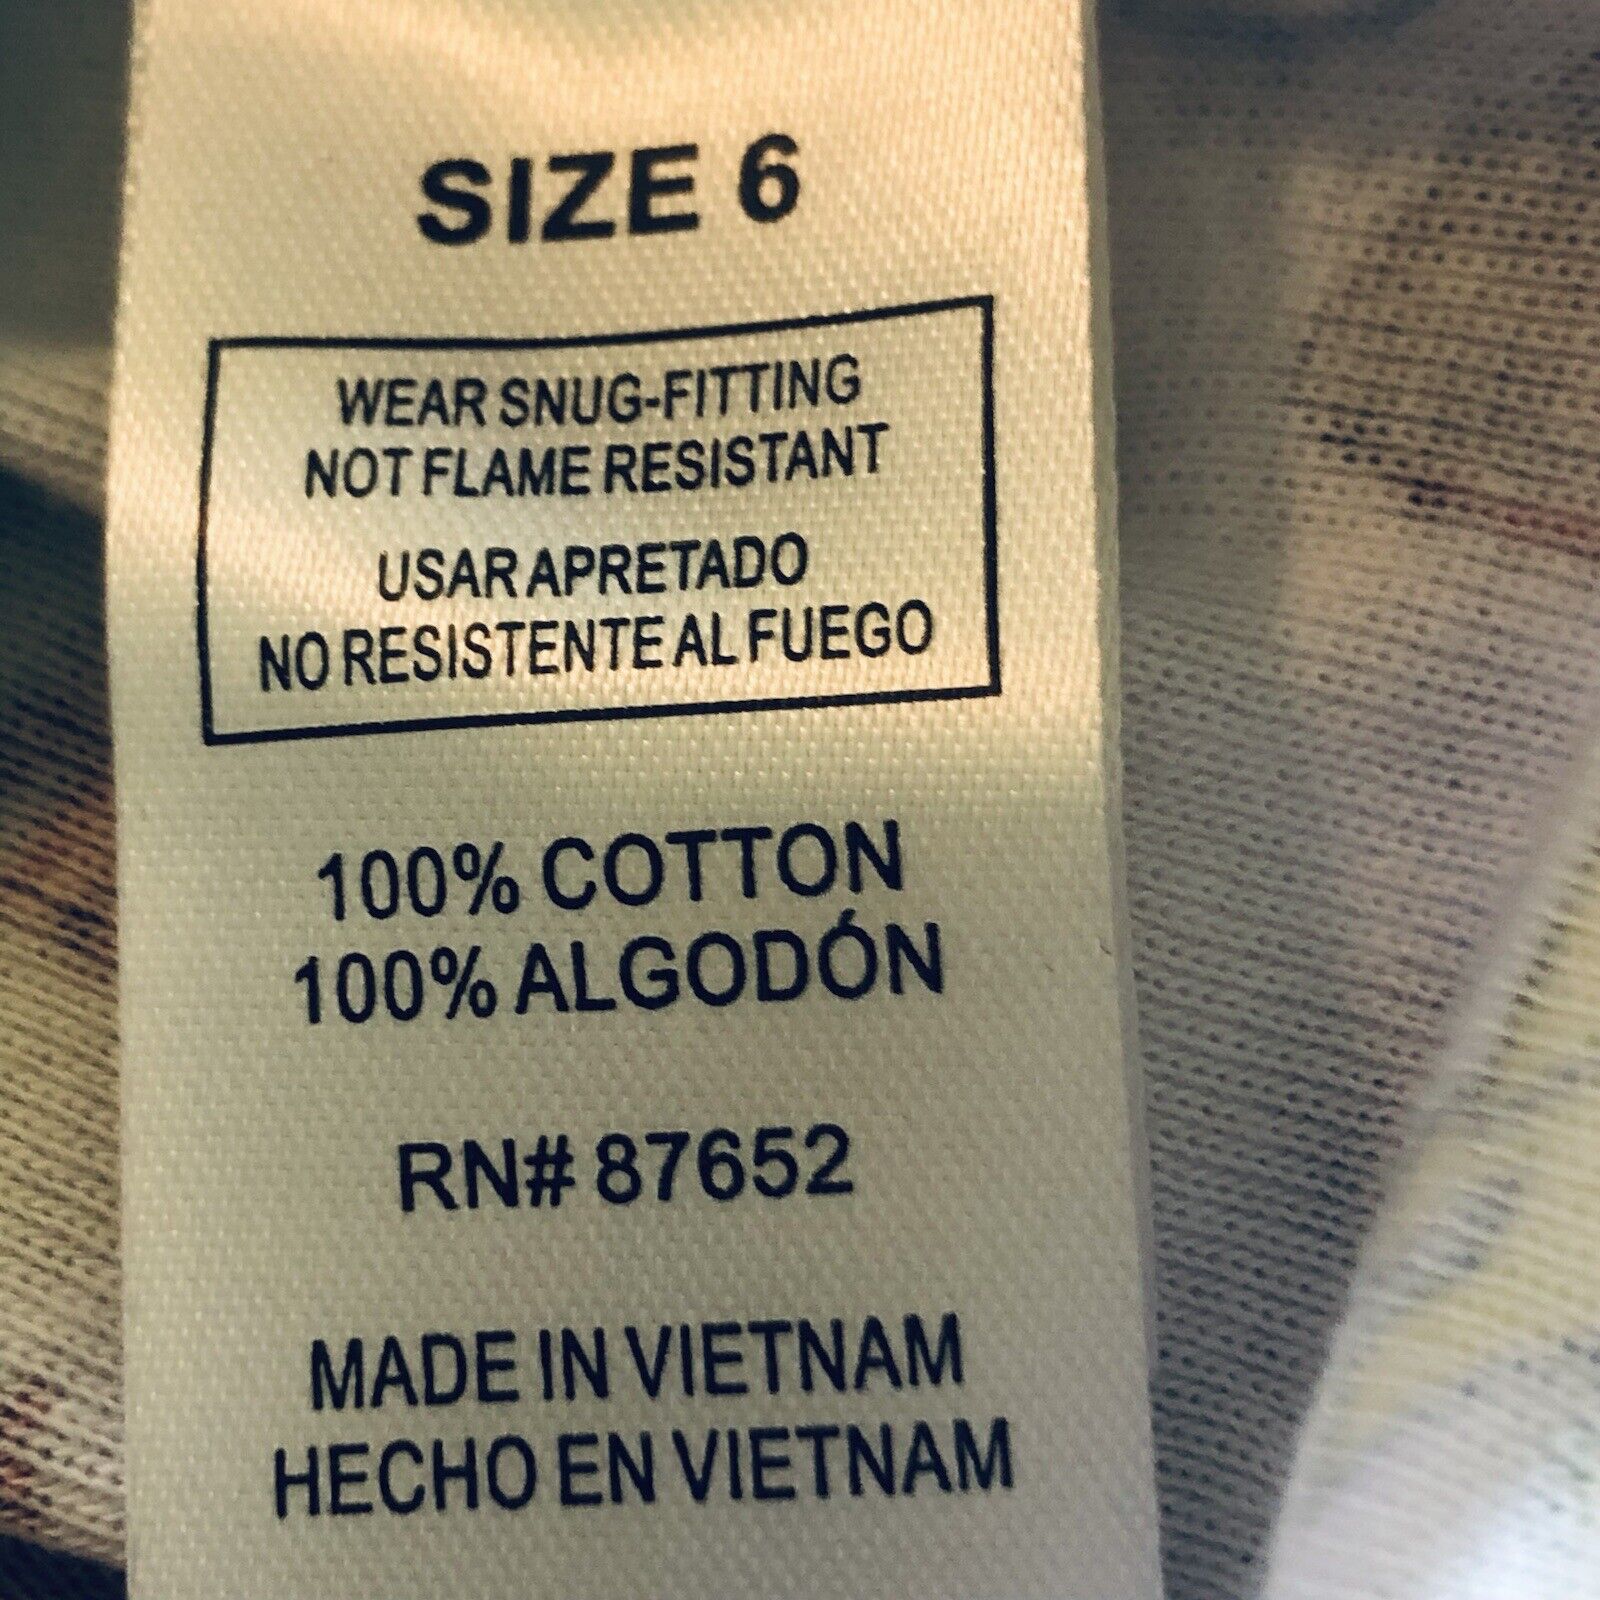 SIZE 6
WEAR SNUG-FITTING
NOT FLAME RESISTANT
USAR APRETADO
NO RESISTENTE AL FUEGO
100% COTTON
100% ALGODÓN
RN# 87652
MADE IN VIETNAM
HECHO EN VIETNAM